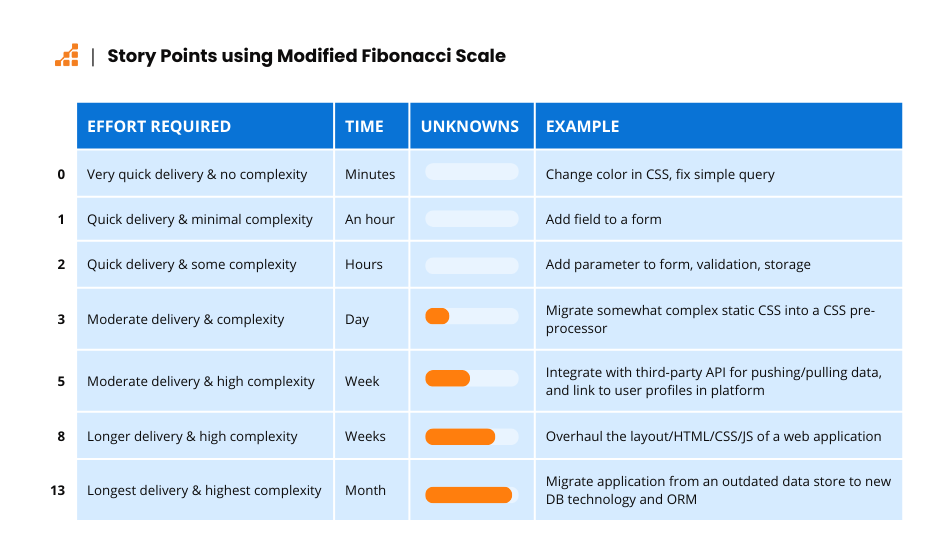 | Story Points using Modified Fibonacci Scale
EFFORT REQUIRED TIME UNKNOWNS EXAMPLE
0 Very quick delivery & no complexity Minutes Change color in CSS, fix simple query
1 Quick delivery & minimal complexity An hour Add field to a form
2 Quick delivery & some complexity Hours Add parameter to form, validation, storage
3 Moderate delivery & complexity Day Migrate somewhat complex static CSS into a CSS pre-
processor
5 Moderate delivery & high complexity Week Integrate with third-party API for pushing/pulling data,
and link to user profiles in platform
8 Longer delivery & high complexity Weeks Overhaul the layout/HTML/CSS/JS of a web application
13 Longest delivery & highest complexity Month Migrate application from an outdated data store to new
DB technology and ORM